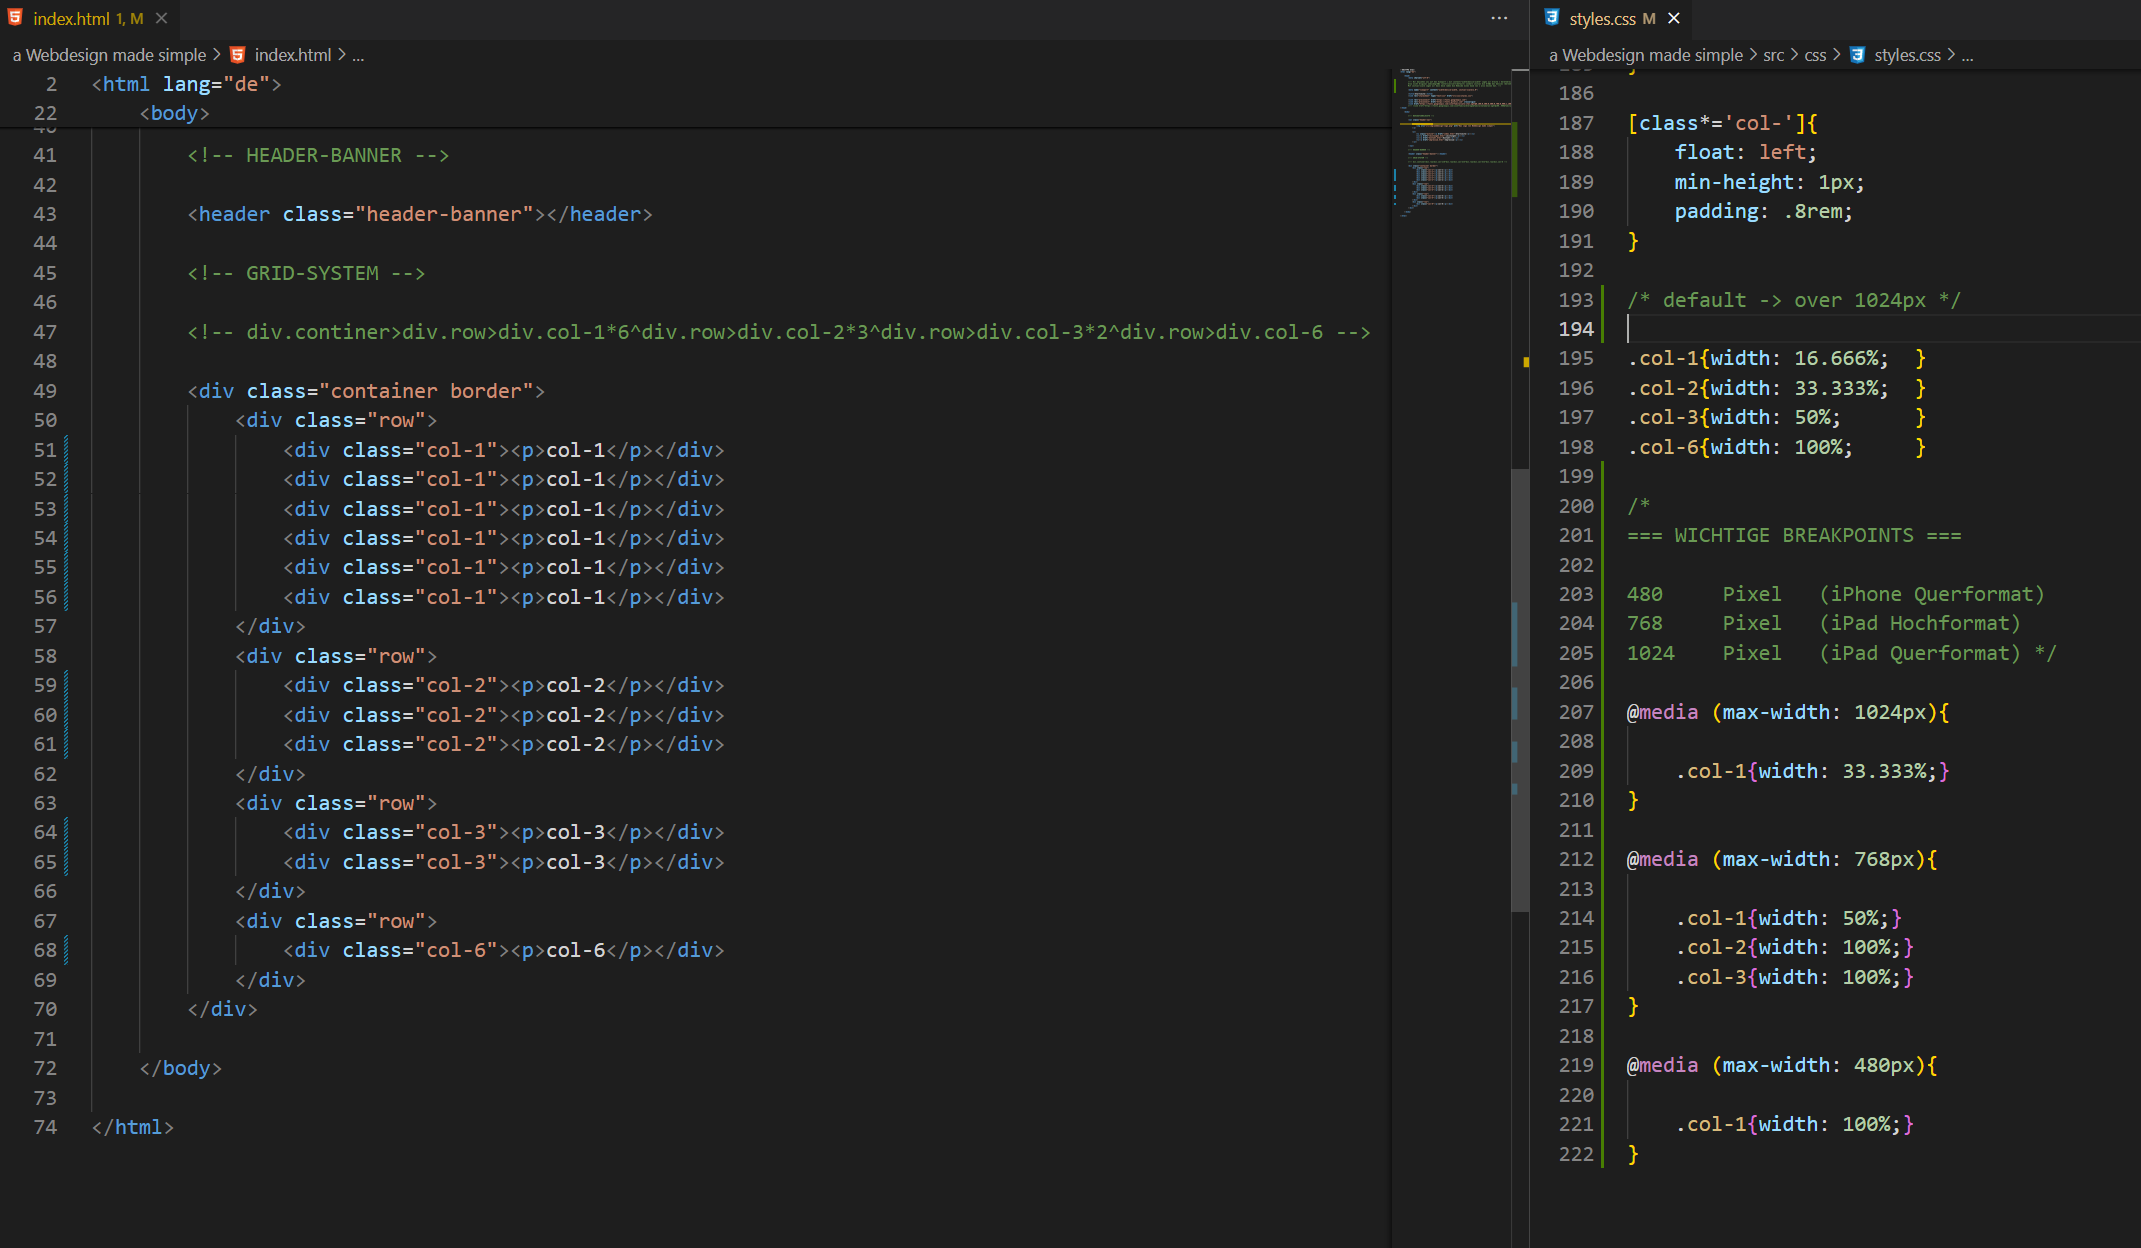 index.html 1, M
a Webdesign made simple > index.html > ...
2 <html lang="de">
22 <body>
41 <!-- HEADER-BANNER -->
42
43 <header class="header-banner"></header>
44
45 <!-- GRID-SYSTEM -->
46
47 <!-- div.continer>div.row>div.col-1*6^div.row>div.col-2*3^div.row>div.col-3*2^div.row>div.col-6 -->
48
49 <div class="container border">
50 <div class="row">
51 <div class="col-1"><p>col-1</p></div>
52 <div class="col-1"><p>col-1</p></div>
53 <div class="col-1"><p>col-1</p></div>
54 <div class="col-1"><p>col-1</p></div>
55 <div class="col-1"><p>col-1</p></div>
56 <div class="col-1"><p>col-1</p></div>
57 </div>
58 <div class="row">
59 <div class="col-2"><p>col-2</p></div>
60 <div class="col-2"><p>col-2</p></div>
61 <div class="col-2"><p>col-2</p></div>
62 </div>
63 <div class="row">
64 <div class="col-3"><p>col-3</p></div>
65 <div class="col-3"><p>col-3</p></div>
66 </div>
67 <div class="row">
68 <div class="col-6"><p>col-6</p></div>
69 </div>
70 </div>
71
72 </body>
73
74 </html>
styles.css M
a Webdesign made simple > src > css > styles.css > ...
186
187 [class*='col-']{
188 float: left;
189 min-height: 1px;
190 padding: .8rem;
191 }
192
193 /* default -> over 1024px */
194
195 .col-1{width: 16.666%; }
196 .col-2{width: 33.333%; }
197 .col-3{width: 50%; }
198 .col-6{width: 100%; }
199
200 /*
201 === WICHTIGE BREAKPOINTS ===
202
203 480 Pixel (iPhone Querformat)
204 768 Pixel (iPad Hochformat)
205 1024 Pixel (iPad Querformat) */
206
207 @media (max-width: 1024px){
208
209 .col-1{width: 33.333%;}
210 }
211
212 @media (max-width: 768px){
213
214 .col-1{width: 50%;}
215 .col-2{width: 100%;}
216 .col-3{width: 100%;}
217 }
218
219 @media (max-width: 480px){
220
221 .col-1{width: 100%;}
222 }